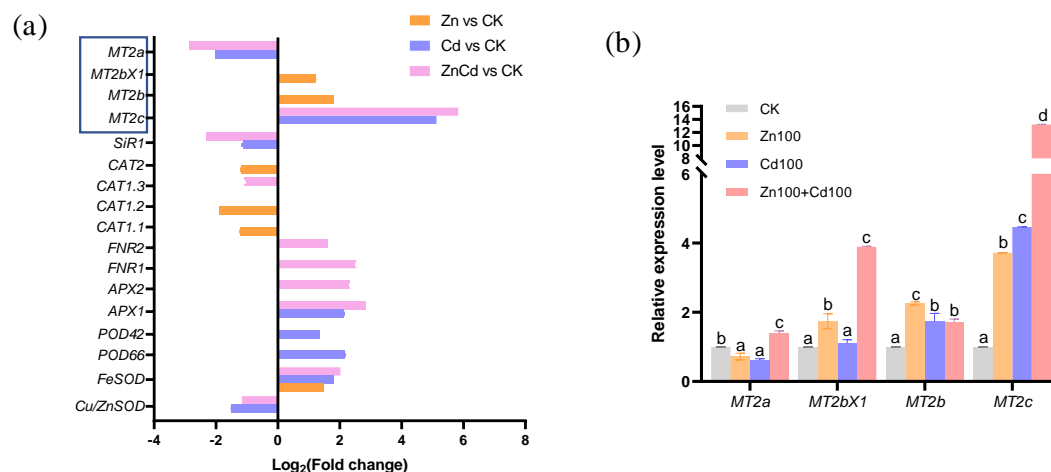 (a)
Zn vs CK
Cd vs CK
ZnCd vs CK
MT2a
MT2bX1
MT2b
MT2c
SiR1
CAT2
CAT1.3
CAT1.2
CAT1.1
FNR2
FNR1
APX2
APX1
POD42
POD66
FeSOD
Cu/ZnSOD
-4 -2 0 2 4 6 8
Log2(Fold change)
(b)
CK
Zn100
Cd100
Zn100+Cd100
Relative expression level
16
14
12
10
8
6
4
2
0
b a a c
a b a c
a c b b
a b c d
MT2a MT2bX1 MT2b MT2c